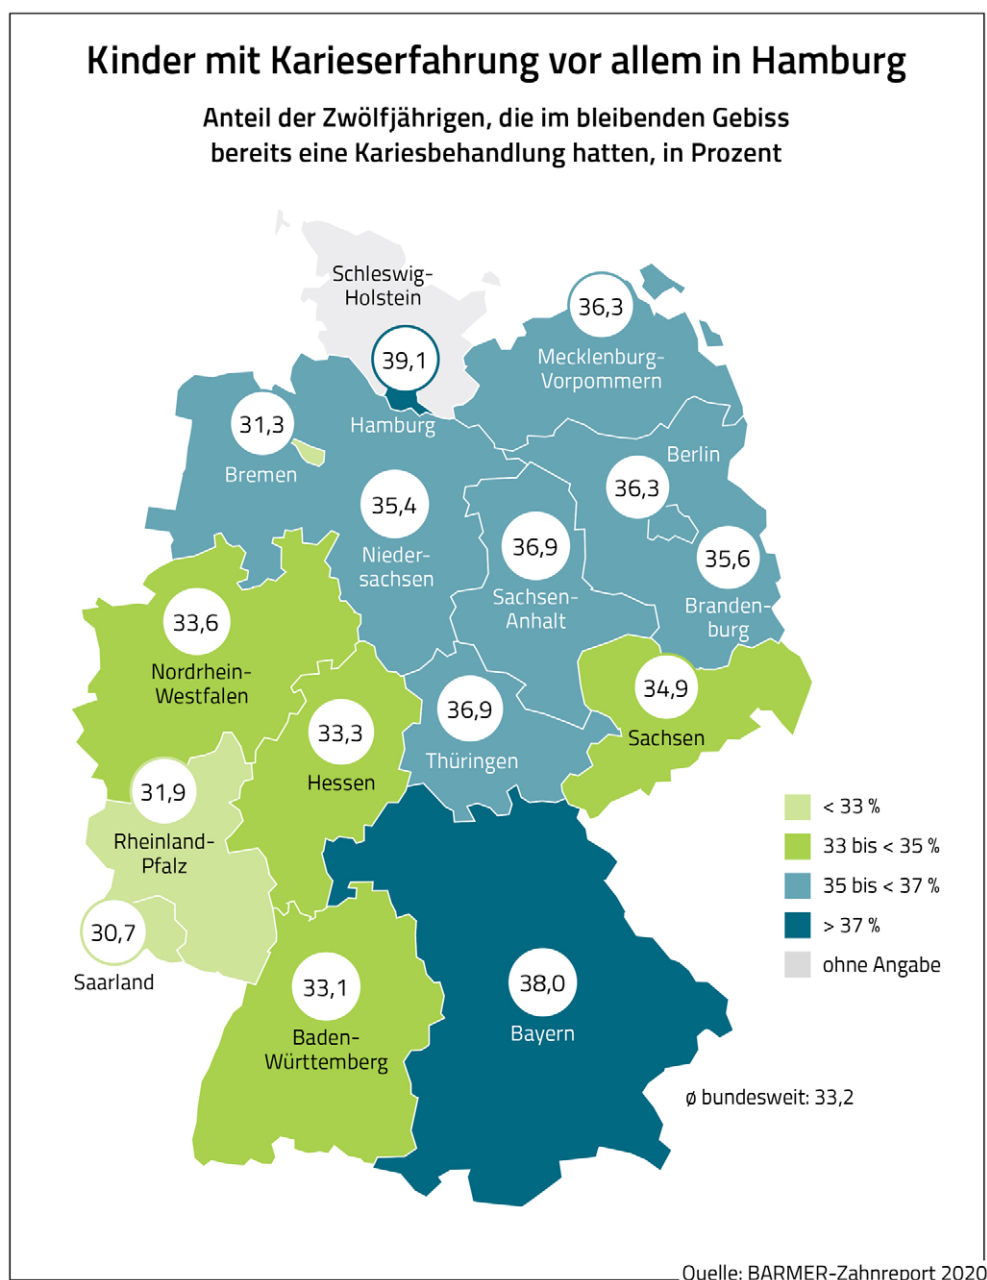 Kinder mit Karieserfahrung vor allem in Hamburg
Anteil der Zwölfjährigen, die im bleibenden Gebiss
bereits eine Kariesbehandlung hatten, in Prozent
Schleswig-
Holstein
39,1
Hamburg
36,3
Mecklenburg-
Vorpommern
31,3
Bremen
35,4
Nieder-
sachsen
Berlin
36,3
36,9
Sachsen-
Anhalt
35,6
Branden-
burg
33,6
Nordrhein-
Westfalen
33,3
Hessen
36,9
Thüringen
34,9
Sachsen
31,9
Rheinland-
Pfalz
30,7
Saarland
33,1
Baden-
Württemberg
38,0
Bayern
< 33 %
33 bis < 35 %
35 bis < 37 %
> 37 %
ohne Angabe
ø bundesweit: 33,2
Quelle: BARMER-Zahnreport 2020